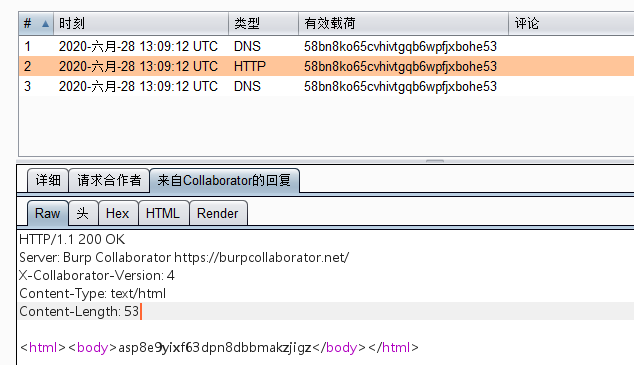 # 时刻 类型 有效载荷 评论
1 2020-六月-28 13:09:12 UTC DNS 58bn8ko65cvhivtgqb6wpfjxbohe53
2 2020-六月-28 13:09:12 UTC HTTP 58bn8ko65cvhivtgqb6wpfjxbohe53
3 2020-六月-28 13:09:12 UTC DNS 58bn8ko65cvhivtgqb6wpfjxbohe53
详细 请求合作者 来自Collaborator的回复
Raw 头 Hex HTML Render
HTTP/1.1 200 OK
Server: Burp Collaborator https://burpcollaborator.net/
X-Collaborator-Version: 4
Content-Type: text/html
Content-Length: 53
<html><body>asp8e9yixf63dpn8dbbmakzjigz</body></html>